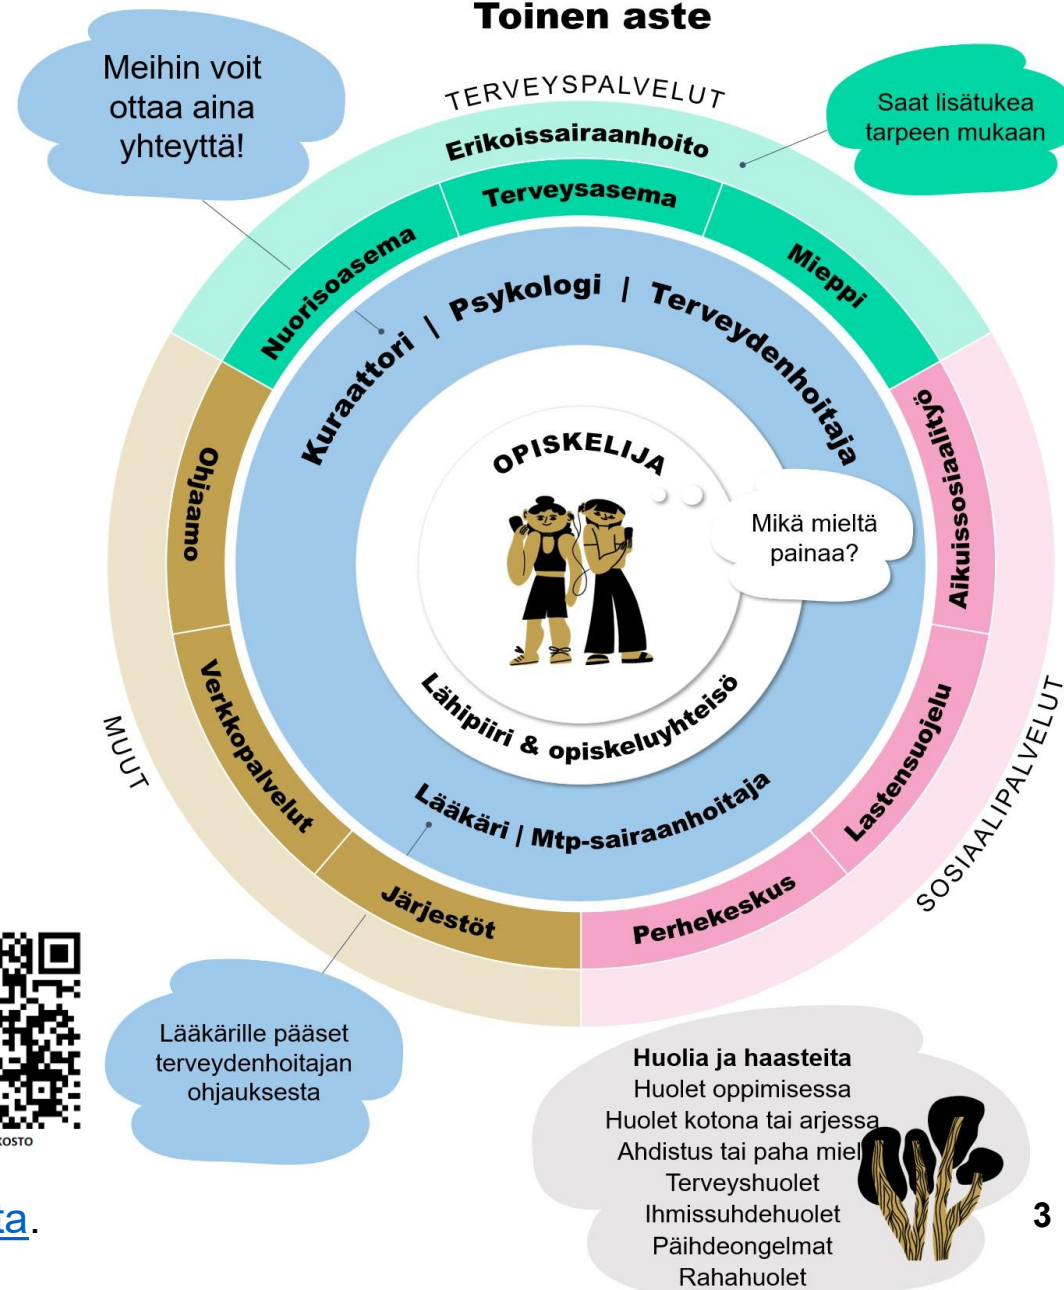 Toinen aste
Meihin voit
ottaa aina
yhteyttä!
TERVEYSPALVELUT
Saat lisätukea
tarpeen mukaan
Erikoissairaanhoito
Nuorisoasema
Terveysasema
Mieppi
Kuraattori | Psykologi | Terveydenhoitaja
OPISKELIJA
Mikä mieltä
painaa?
Lähipiiri & opiskeluyhteisö
Lääkäri | Mtp-sairaanhoitaja
Ohjaamo
Verkkopalvelut
Järjestöt
MUUT
Aikuissosiaalityö
Lastensuojelu
Perhekeskus
SOSIAALIPALVELUT
Lääkärille pääset
terveydenhoitajan
ohjauksesta
Huolia ja haasteita
Huolet oppimisessa
Huolet kotona tai arjessa
Ahdistus tai paha miel
Terveyshuolet
Ihmissuhdehuolet
Päihdeongelmat
Rahahuolet
KOSTO
ta.
3